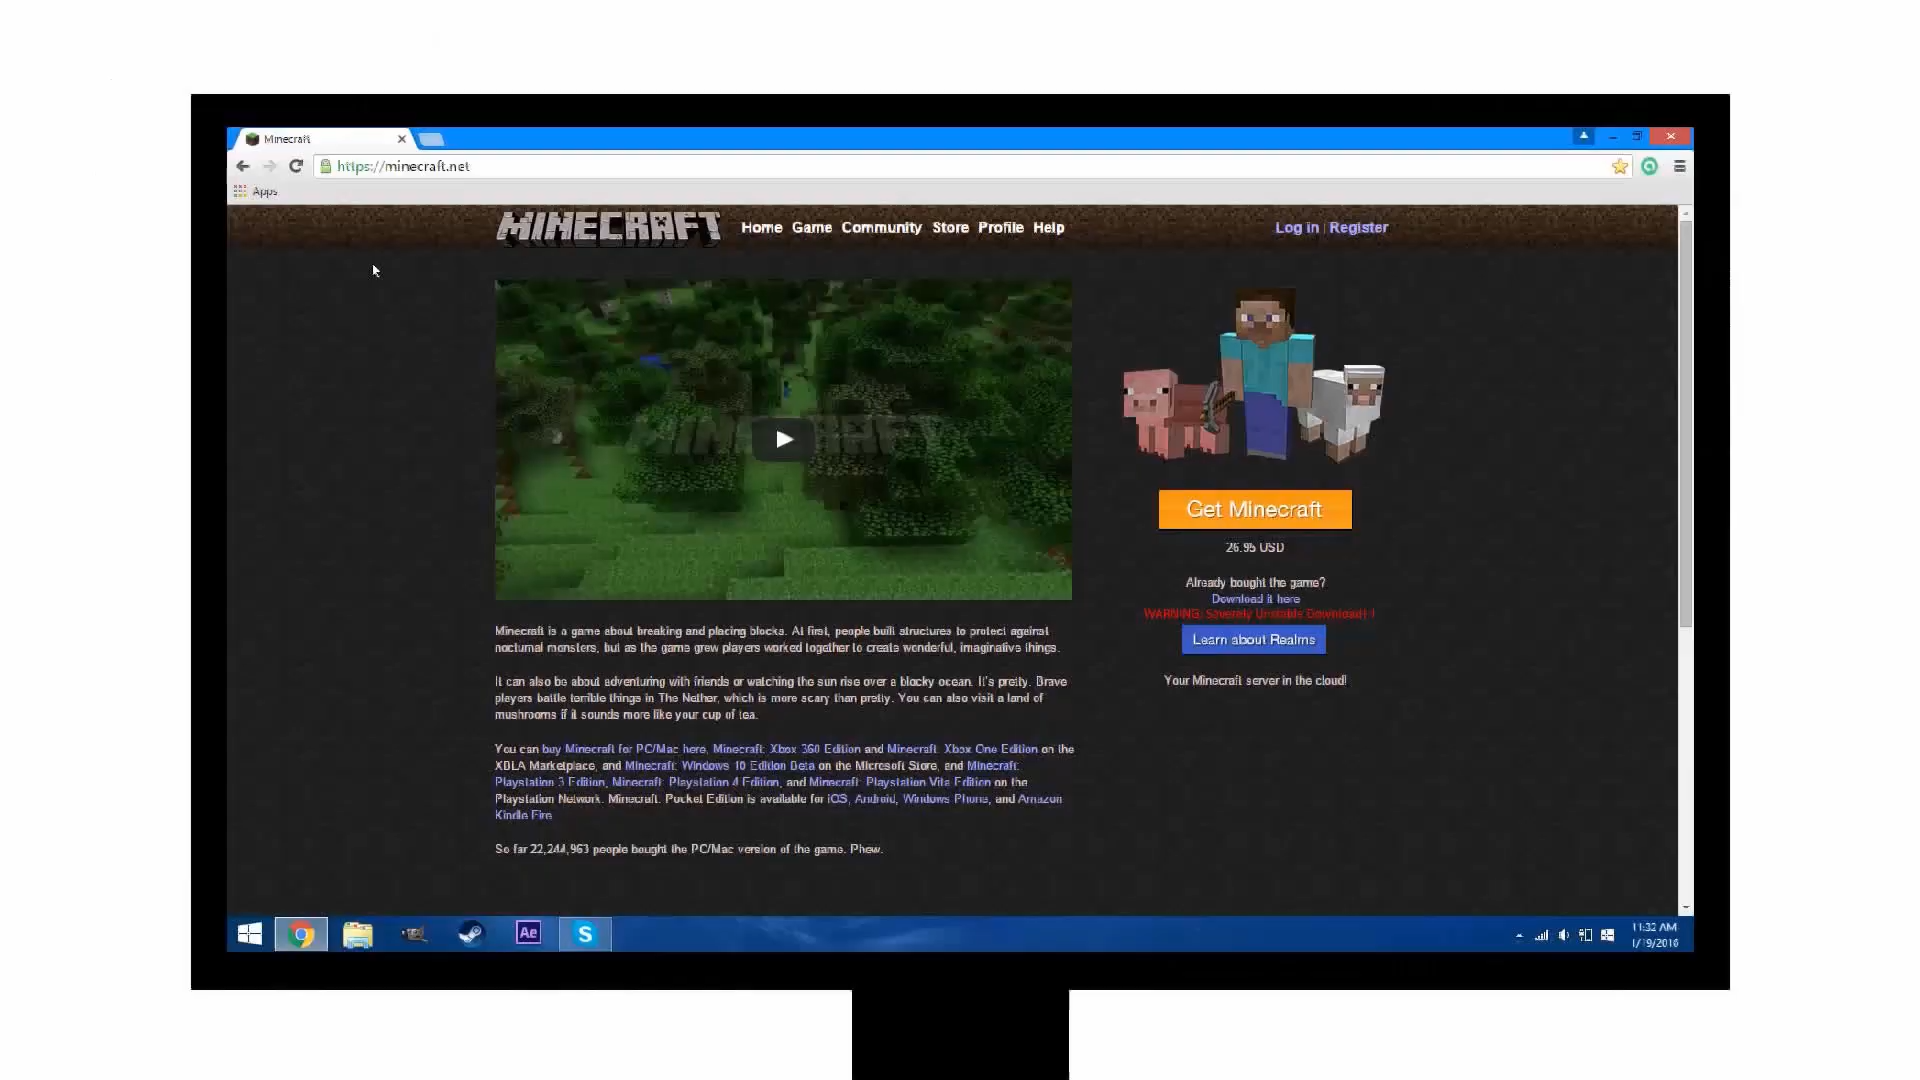 Minecraft
https://minecraft.net
Apps
MINECRAFT Home Game Community Store Profile Help Log in | Register
MINECRAFT
Get Minecraft
26.95 USD
Already bought the game?
Download it here
WARNING: Severely Unstable Download!!
Learn about Realms
Your Minecraft server in the cloud!
Minecraft is a game about breaking and placing blocks. At first, people built structures to protect against
nocturnal monsters, but as the game grew players worked together to create wonderful, imaginative things.
It can also be about adventuring with friends or watching the sun rise over a blocky ocean. It's pretty. Brave
players battle terrible things in The Nether, which is more scary than pretty. You can also visit a land of
mushrooms if it sounds more like your cup of tea.
You can buy Minecraft for PC/Mac here, Minecraft: Xbox 360 Edition and Minecraft: Xbox One Edition on the
XBLA Marketplace, and Minecraft: Windows 10 Edition Beta on the Microsoft Store, and Minecraft:
Playstation 3 Edition, Minecraft: Playstation 4 Edition, and Minecraft: Playstation Vita Edition on the
Playstation Network. Minecraft: Pocket Edition is available for iOS, Android, Windows Phone, and Amazon
Kindle Fire
So far 22,244,963 people bought the PC/Mac version of the game. Phew.
Ae
S
11:32 AM
1/19/2016